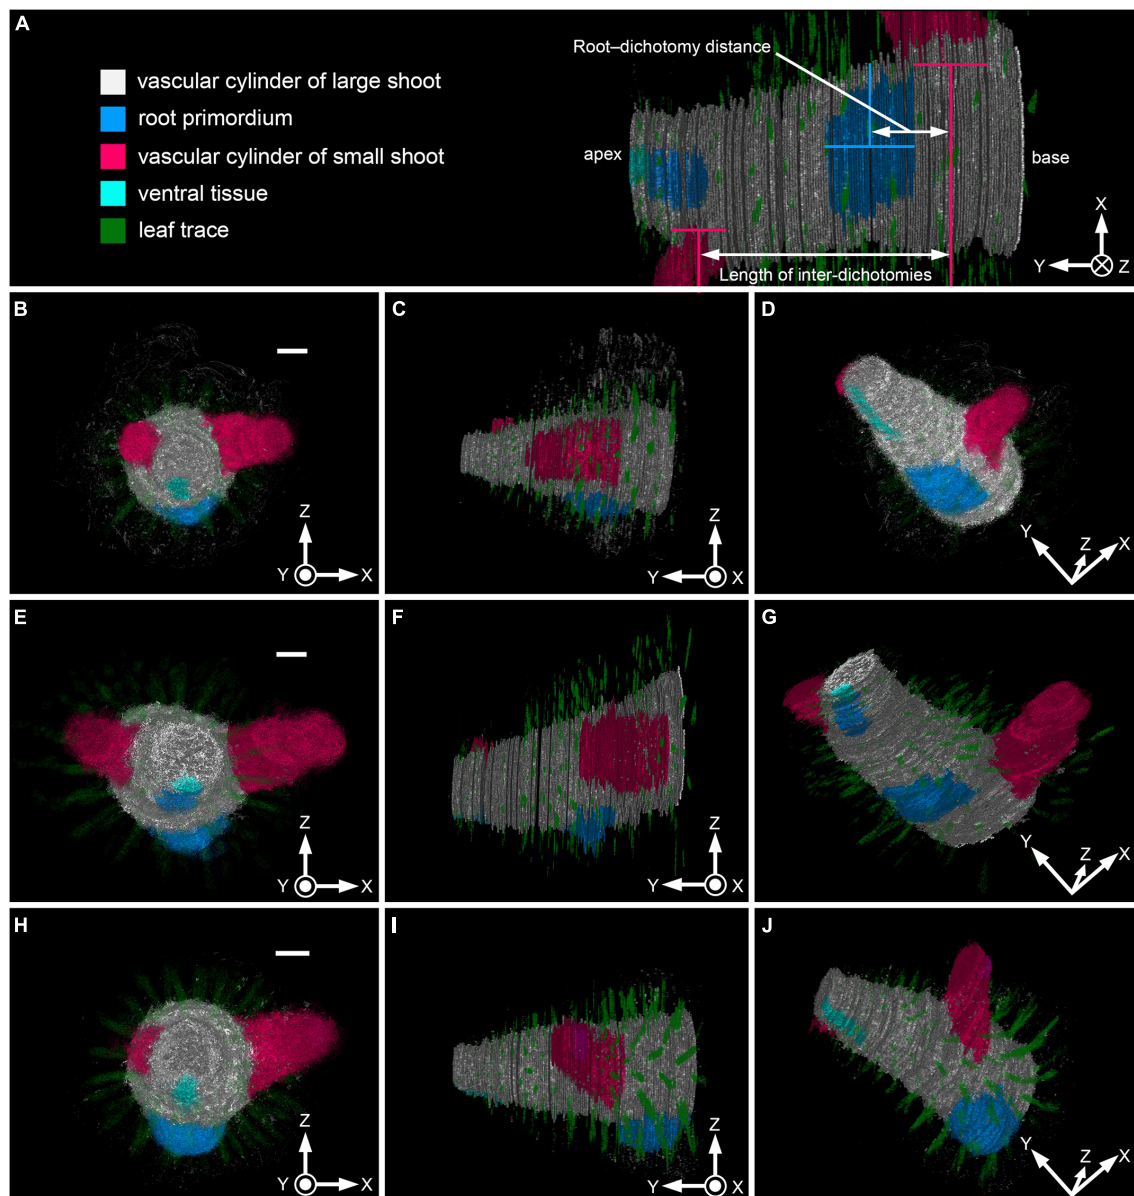 A
vascular cylinder of large shoot
root primordium
vascular cylinder of small shoot
ventral tissue
leaf trace
Root–dichotomy distance
apex
base
Length of inter-dichotomies
X
Y
Z
B
Z
Y
X
C
Z
Y
X
D
Y
Z
X
E
Z
Y
X
F
Z
Y
X
G
Y
Z
X
H
Z
Y
X
I
Z
Y
X
J
Y
Z
X